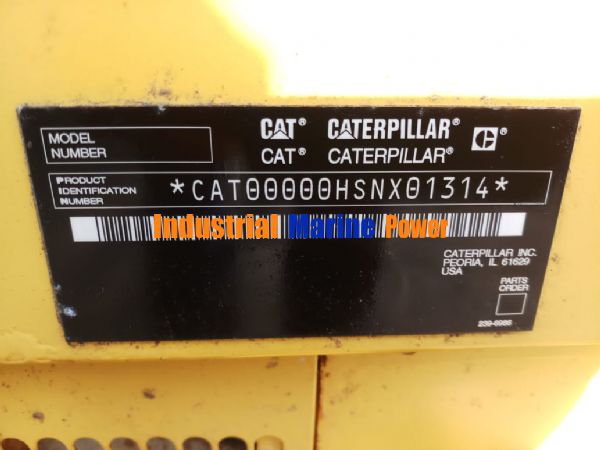 MODEL
NUMBER
CAT® CATERPILLAR®
CAT® CATERPILLAR®
PRODUCT
IDENTIFICATION
NUMBER
*CAT00000HSNX01314*
Industrial Marine Power
CATERPILLAR INC.
PEORIA, IL 61629
USA
PARTS
ORDER
239-6986